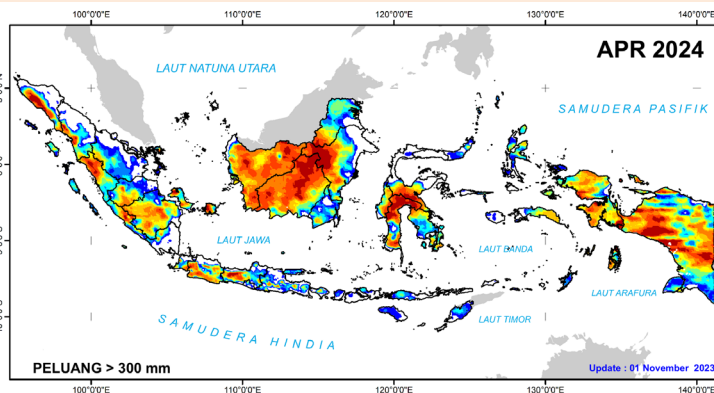 100°0'0"E 110°0'0"E 120°0'0"E 130°0'0"E 140°0'0"
APR 2024
LAUT NATUNA UTARA
SAMUDERA PASIFIK
LAUT JAWA
LAUT BANDA
LAUT ARAFURA
LAUT TIMOR
SAMUDERA HINDIA
PELUANG > 300 mm
Update : 01 November 2023
100°0'0"E 110°0'0"E 120°0'0"E 130°0'0"E 140°0'0"